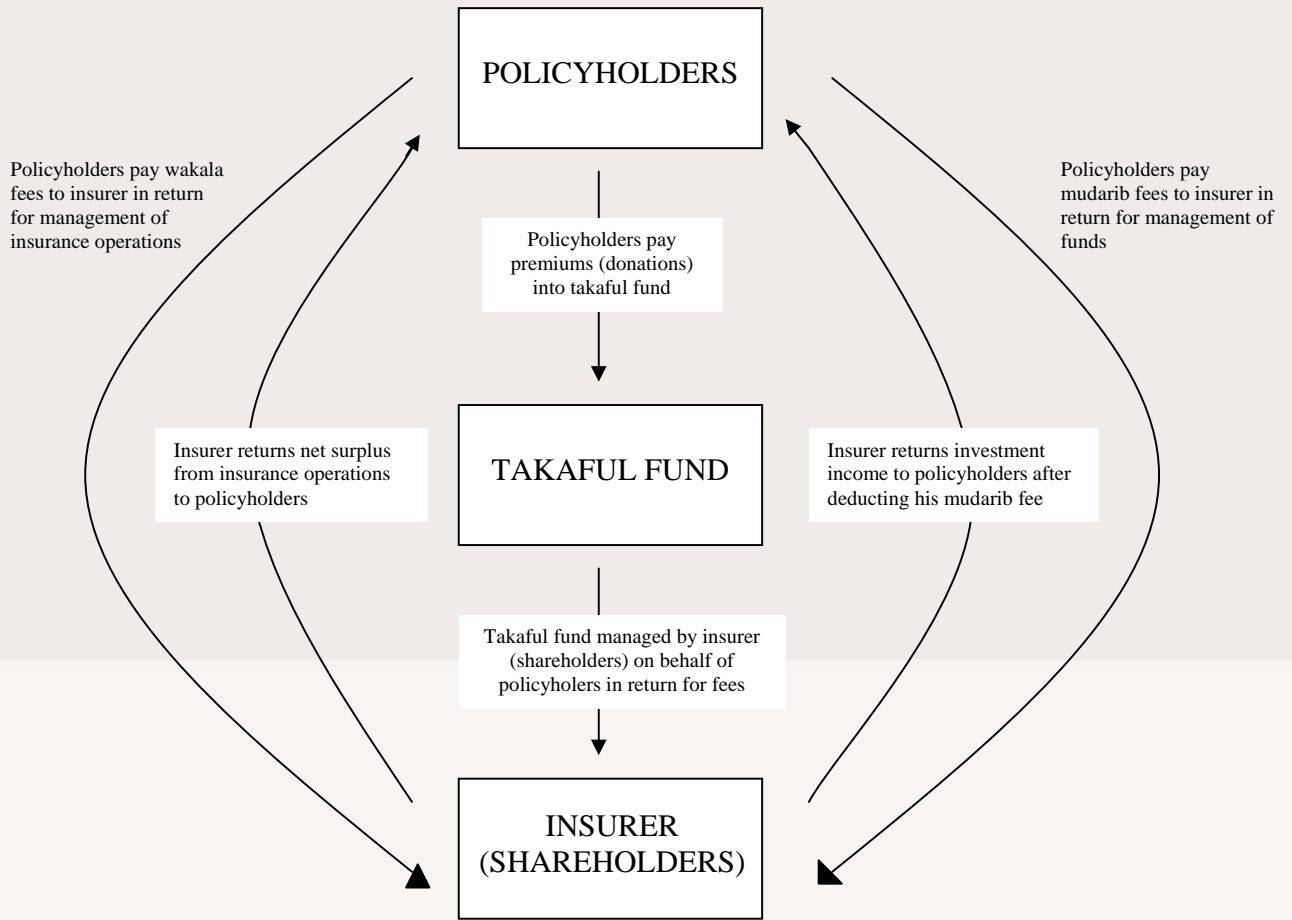 POLICYHOLDERS
Policyholders pay wakala
fees to insurer in return
for management of
insurance operations
Policyholders pay
mudarib fees to insurer in
return for management of
funds
Policyholders pay
premiums (donations)
into takaful fund
Insurer returns net surplus
from insurance operations
to policyholders
TAKAFUL FUND
Insurer returns investment
income to policyholders after
deducting his mudarib fee
Takaful fund managed by insurer
(shareholders) on behalf of
policyholers in return for fees
INSURER
(SHAREHOLDERS)